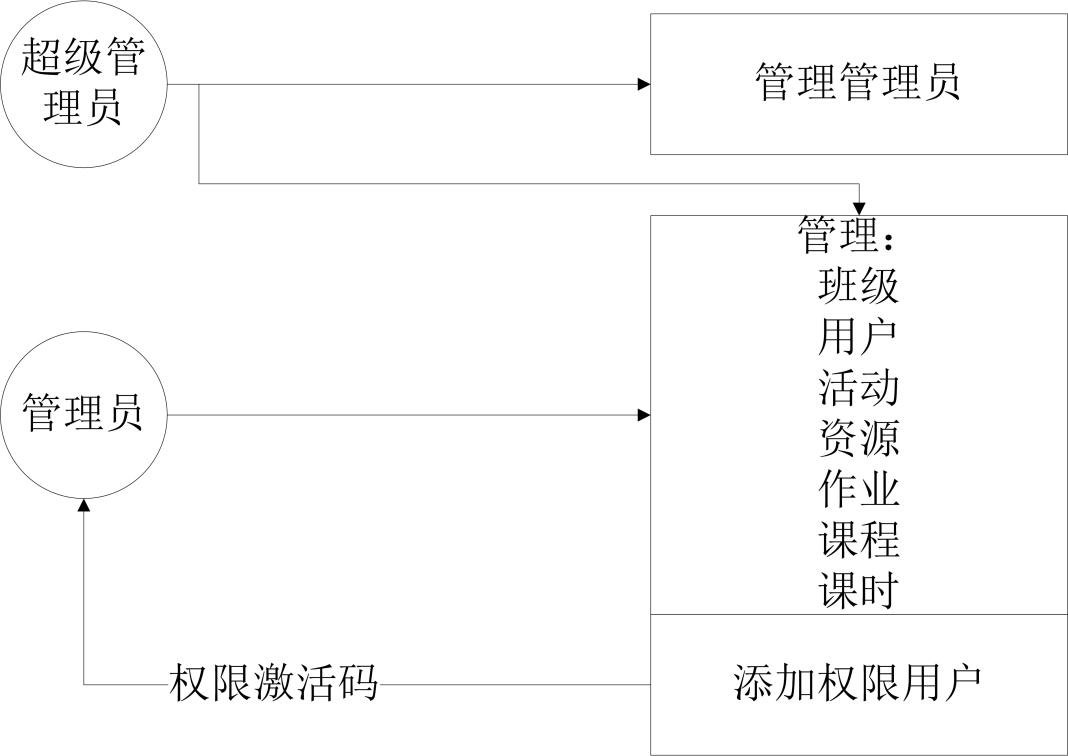 超级管
理员
管理管理员
管理：
班级
用户
活动
资源
作业
课程
课时
管理员
权限激活码
添加权限用户